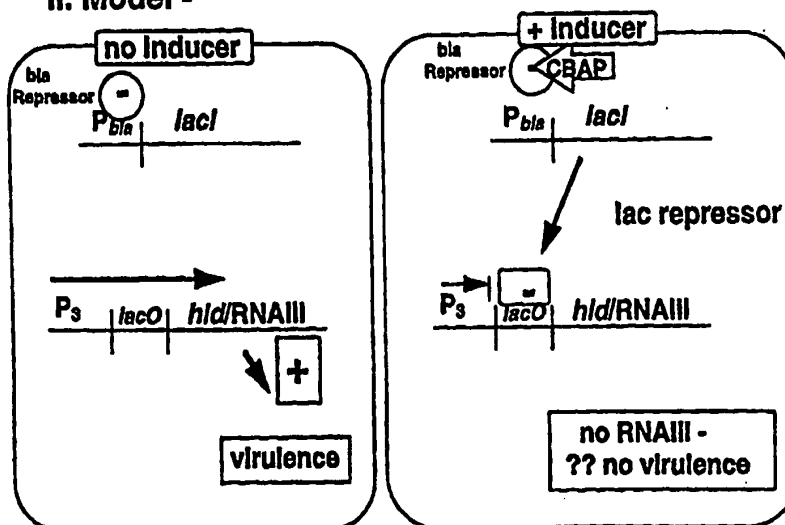 II. Model -
no Inducer
bla
Repressor
-
Pbla lacI
P3 lacO hld/RNAIII
+
virulence
+ Inducer
bla
Repressor
- CBAP
Pbla lacI
lac repressor
-
P3 lacO hld/RNAIII
no RNAIII -
?? no virulence